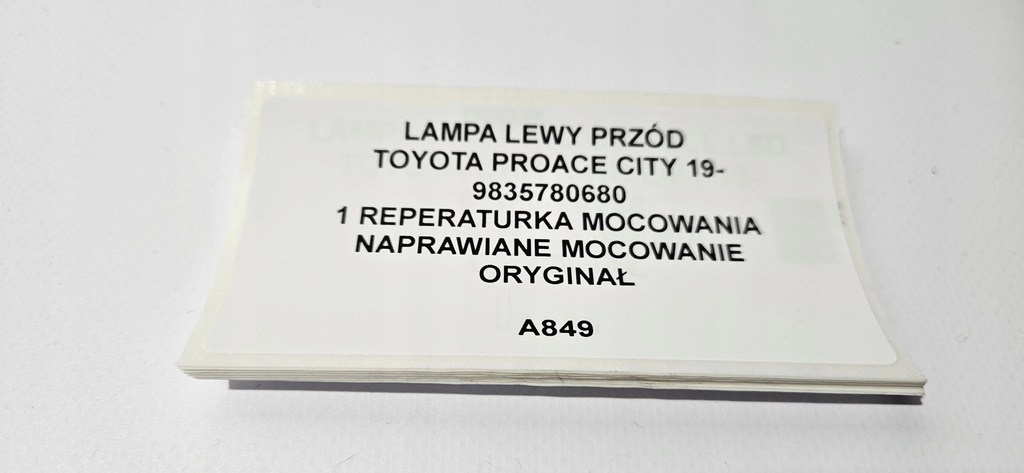 LAMPA LEWY PRZÓD
TOYOTA PROACE CITY 19-
9835780680
1 REPERATURKA MOCOWANIA
NAPRAWIANE MOCOWANIE
ORYGINAŁ
A849